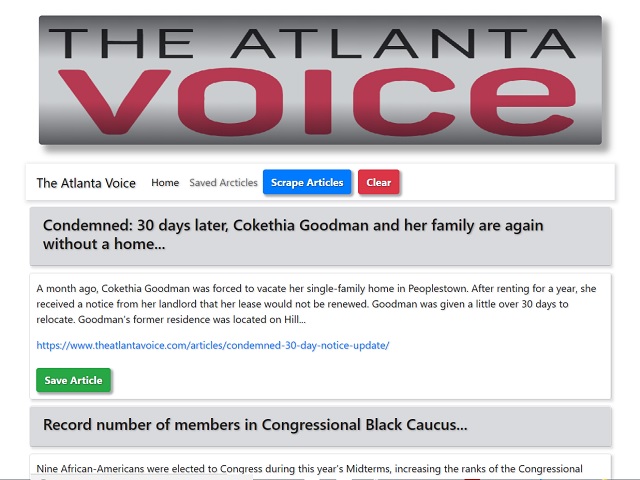 THE ATLANTA
VOICE
The Atlanta Voice Home Saved Arcticles Scrape Articles Clear
Condemned: 30 days later, Cokethia Goodman and her family are again
without a home...
A month ago, Cokethia Goodman was forced to vacate her single-family home in Peoplestown. After renting for a year, she
received a notice from her landlord that her lease would not be renewed. Goodman was given a little over 30 days to
relocate. Goodman's former residence was located on Hill...
https://www.theatlantavoice.com/articles/condemned-30-day-notice-update/
Save Article
Record number of members in Congressional Black Caucus...
Nine African-Americans were elected to Congress during this year's Midterms, increasing the ranks of the Congressional